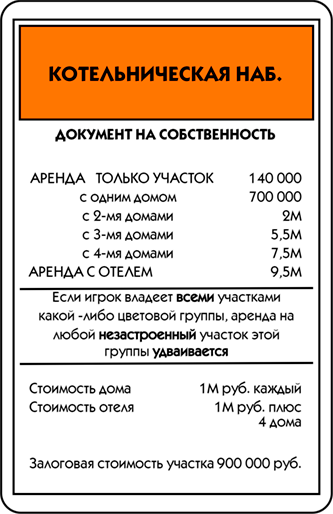 КОТЕЛЬНИЧЕСКАЯ НАБ.
ДОКУМЕНТ НА СОБСТВЕННОСТЬ
АРЕНДА ТОЛЬКО УЧАСТОК 140 000
с одним домом 700 000
с 2-мя домами 2М
с 3-мя домами 5,5М
с 4-мя домами 7,5М
АРЕНДА С ОТЕЛЕМ 9,5М
Если игрок владеет всеми участками
какой -либо цветовой группы, аренда на
любой незастроенный участок этой
группы удваивается
Стоимость дома 1М руб. каждый
Стоимость отеля 1М руб. плюс
4 дома
Залоговая стоимость участка 900 000 руб.